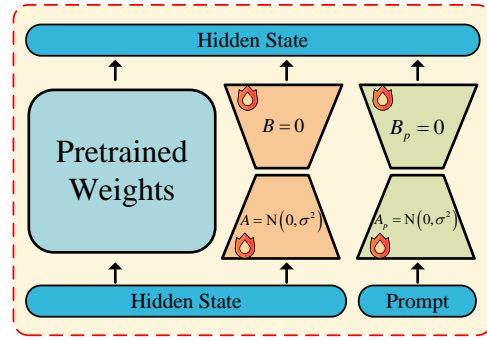 Hidden State
Pretrained
Weights
B = 0
B_p = 0
A = N(0, σ²)
A_p = N(0, σ²)
Hidden State
Prompt